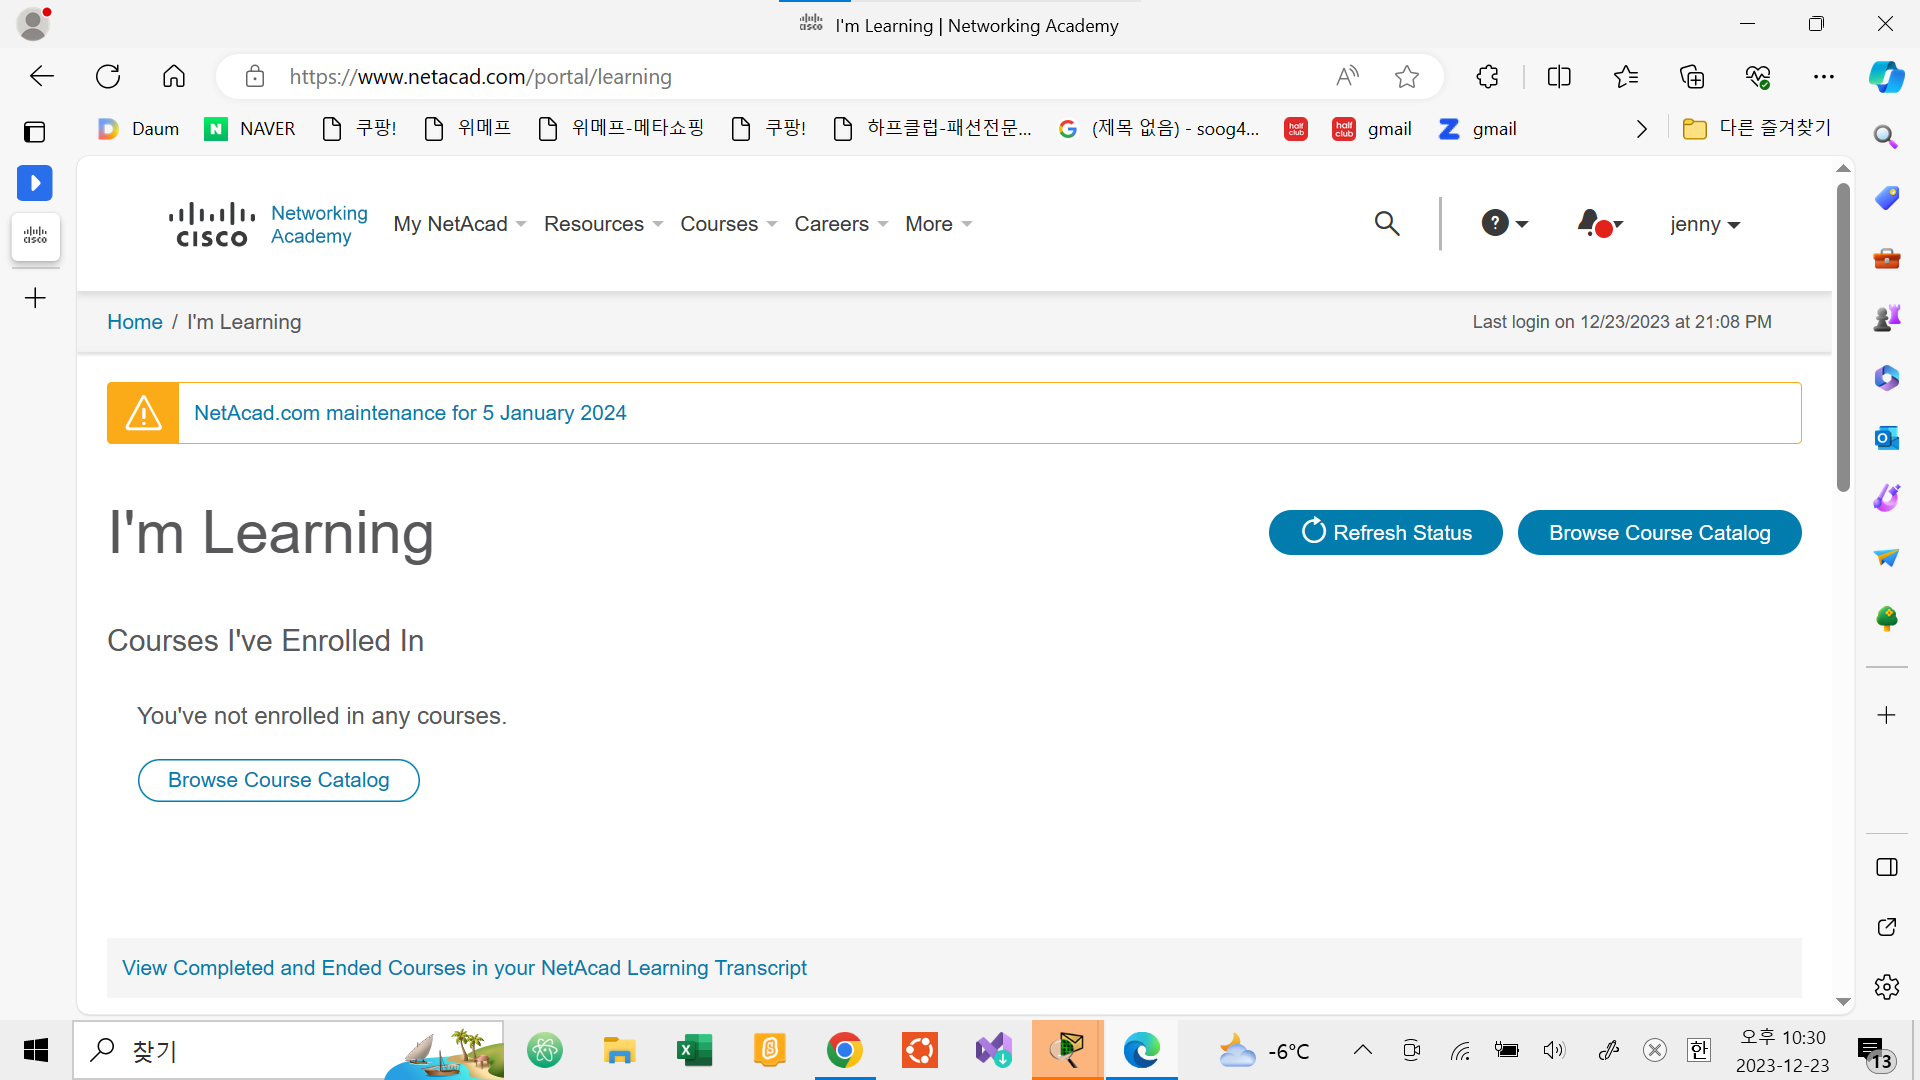 I'm Learning | Networking Academy
https://www.netacad.com/portal/learning
Daum
NAVER
쿠팡!
위메프
위메프-메타쇼핑
쿠팡!
하프클럽-패션전문...
(제목 없음) - soog4...
half club
half club
gmail
gmail
다른 즐겨찾기
CISCO
Networking
Academy
My NetAcad
Resources
Courses
Careers
More
jenny
Home / I'm Learning
Last login on 12/23/2023 at 21:08 PM
NetAcad.com maintenance for 5 January 2024
I'm Learning
Refresh Status
Browse Course Catalog
Courses I've Enrolled In
You've not enrolled in any courses.
Browse Course Catalog
View Completed and Ended Courses in your NetAcad Learning Transcript
찾기
-6°C
한
오후 10:30
2023-12-23
13